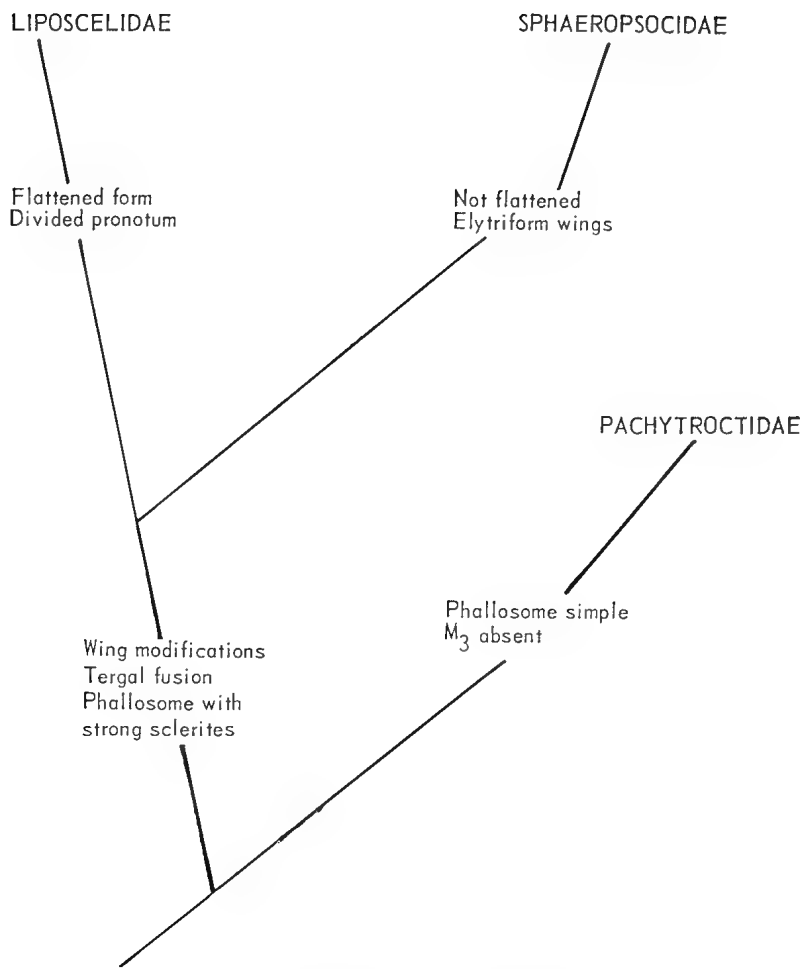 LIPOSCELIDAE
SPHAEROPSOCIDAE
Flattened form
Divided pronotum
Not flattened
Elytriform wings
PACHYTROCTIDAE
Phallosome simple
M3 absent
Wing modifications
Tergal fusion
Phallosome with
strong sclerites